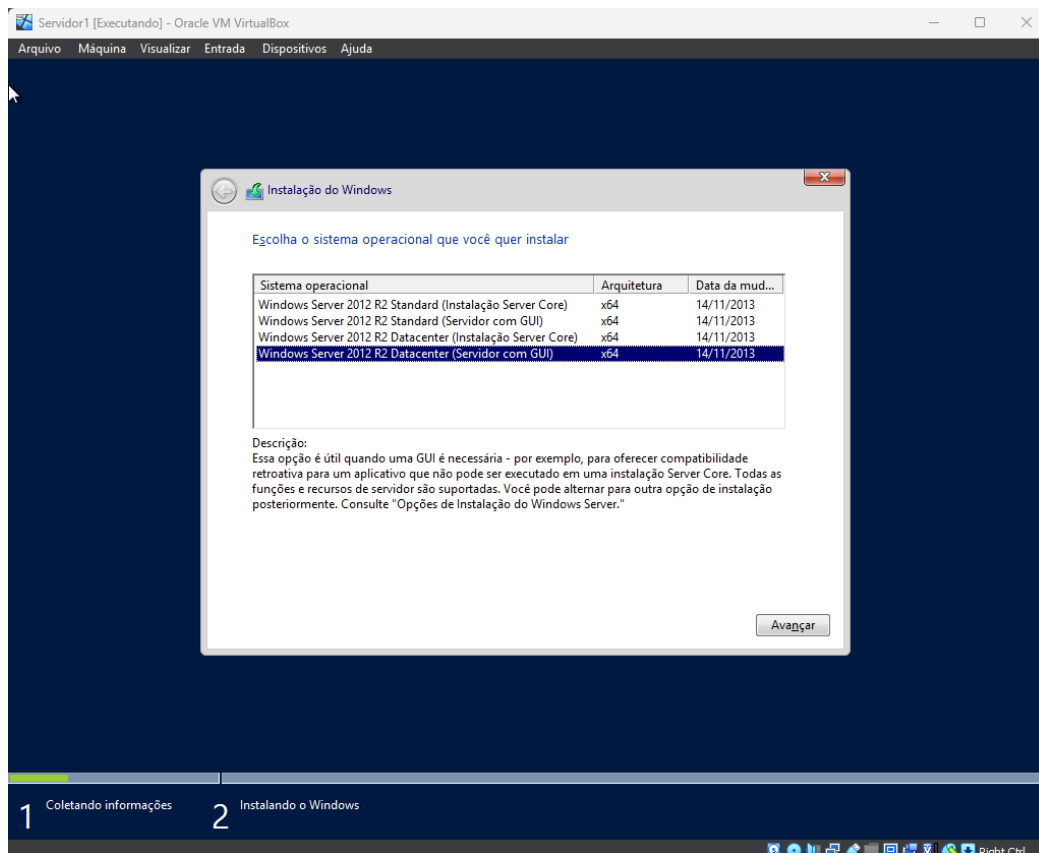 Servidor1 [Executando] - Oracle VM VirtualBox
Arquivo Máquina Visualizar Entrada Dispositivos Ajuda
Instalação do Windows
Escolha o sistema operacional que você quer instalar
Sistema operacional Arquitetura Data da mud...
Windows Server 2012 R2 Standard (Instalação Server Core) x64 14/11/2013
Windows Server 2012 R2 Standard (Servidor com GUI) x64 14/11/2013
Windows Server 2012 R2 Datacenter (Instalação Server Core) x64 14/11/2013
Windows Server 2012 R2 Datacenter (Servidor com GUI) x64 14/11/2013
Descrição:
Essa opção é útil quando uma GUI é necessária - por exemplo, para oferecer compatibilidade
retroativa para um aplicativo que não pode ser executado em uma instalação Server Core. Todas as
funções e recursos de servidor são suportadas. Você pode alternar para outra opção de instalação
posteriormente. Consulte "Opções de Instalação do Windows Server."
Avançar
1 Coletando informações 2 Instalando o Windows
Right Ctrl